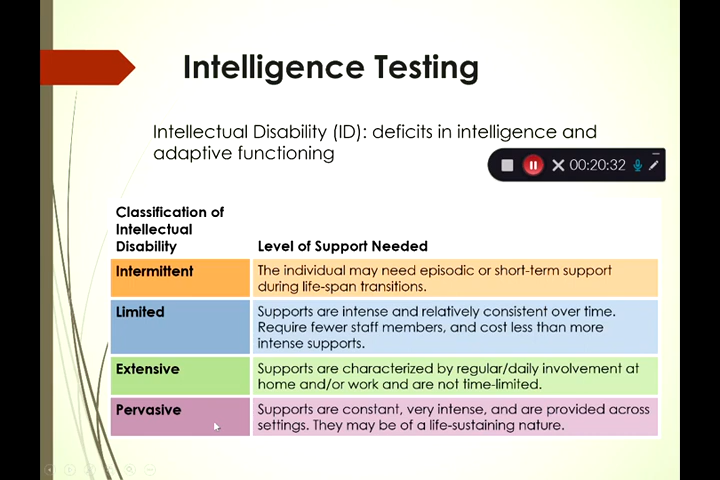 Intelligence Testing
Intellectual Disability (ID): deficits in intelligence and
adaptive functioning
00:20:32
Classification of
Intellectual
Disability
Level of Support Needed
Intermittent
The individual may need episodic or short-term support
during life-span transitions.
Limited
Supports are intense and relatively consistent over time.
Require fewer staff members, and cost less than more
intense supports.
Extensive
Supports are characterized by regular/daily involvement at
home and/or work and are not time-limited.
Pervasive
Supports are constant, very intense, and are provided across
settings. They may be of a life-sustaining nature.